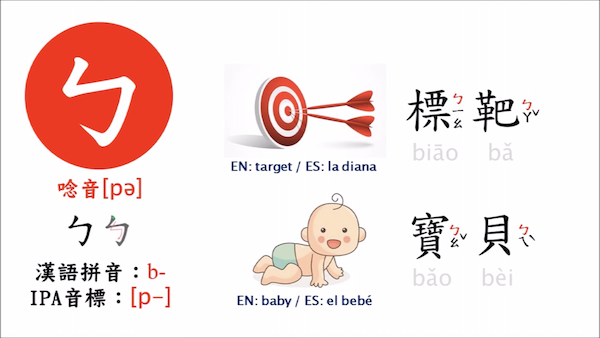 ㄅ
唸音[pə]
ㄅㄅ
漢語拼音：b-
IPA音標：[p-]
EN: target / ES: la diana
標ㄅㄧㄠ靶ㄅㄚˇ
biāo bǎ
EN: baby / ES: el bebé
寶ㄅㄠˇ貝ㄅㄟˋ
bǎo bèi